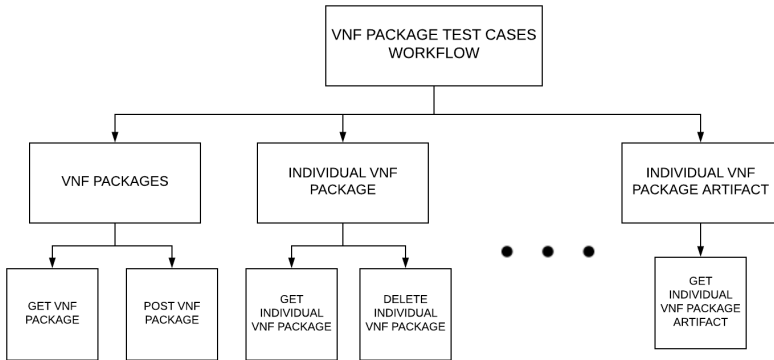 VNF PACKAGE TEST CASES
WORKFLOW
VNF PACKAGES
INDIVIDUAL VNF
PACKAGE
INDIVIDUAL VNF
PACKAGE ARTIFACT
GET VNF
PACKAGE
POST VNF
PACKAGE
GET
INDIVIDUAL
VNF PACKAGE
DELETE
INDIVIDUAL
VNF PACKAGE
GET
INDIVIDUAL
VNF PACKAGE
ARTIFACT